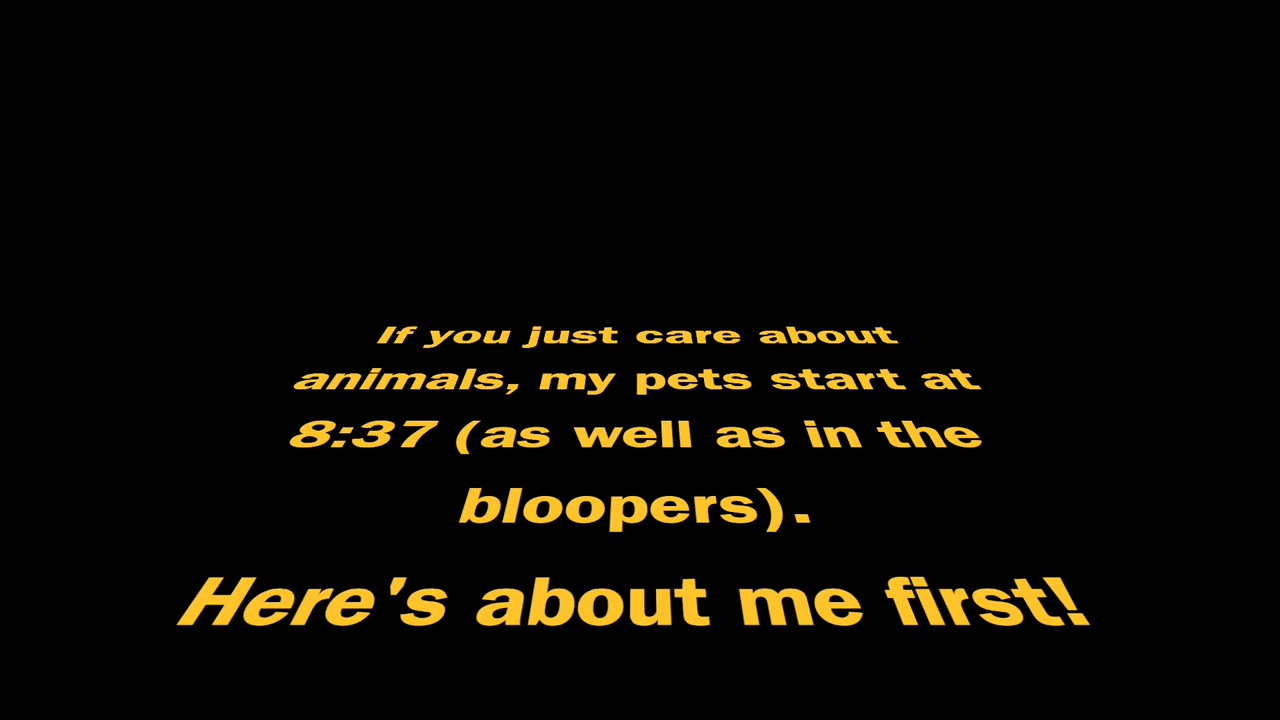 If you just care about
animals, my pets start at
8:37 (as well as in the
bloopers).
Here's about me first!